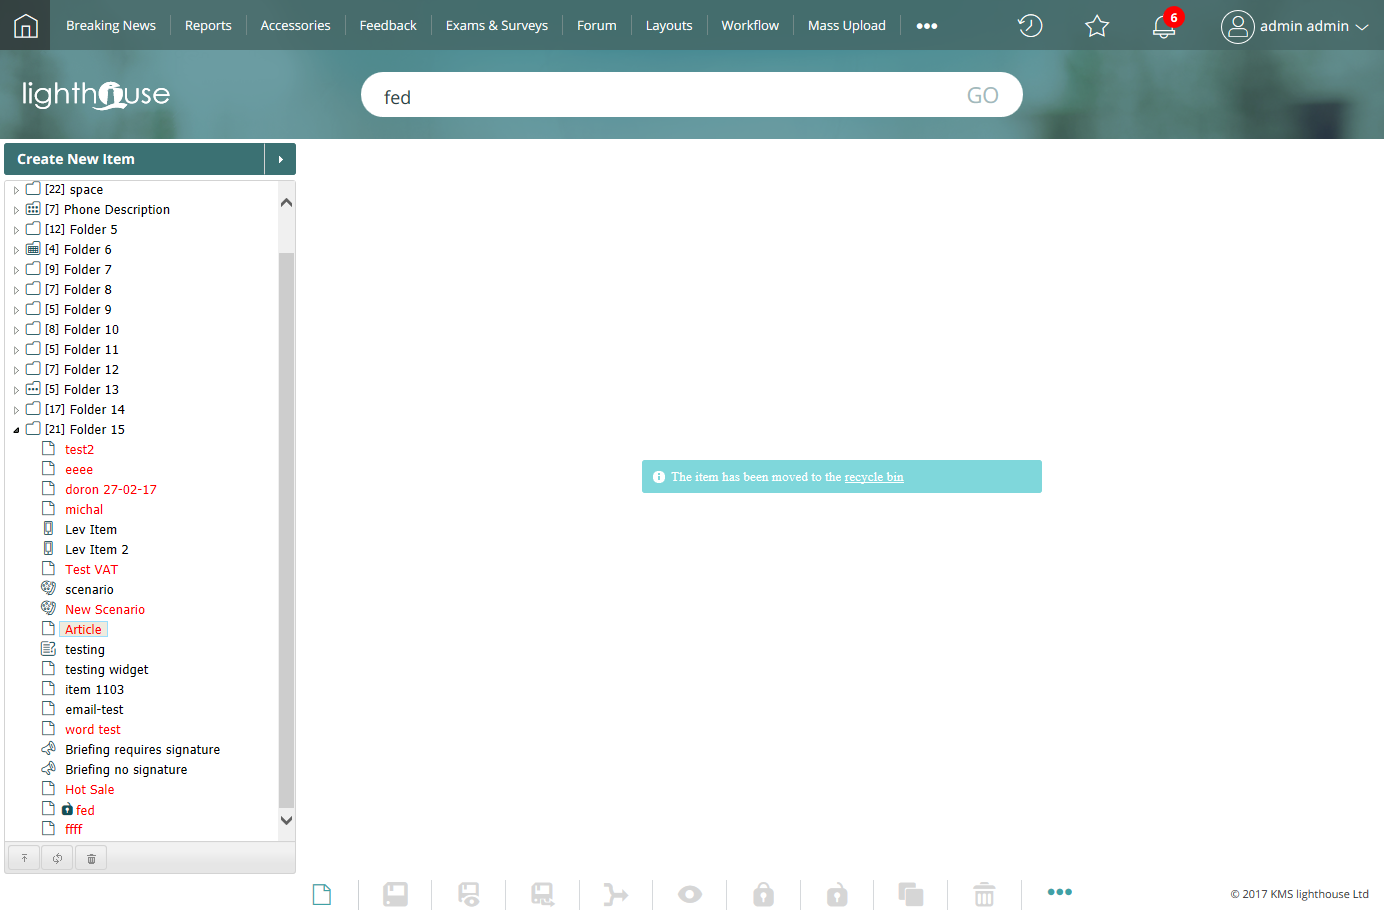 Breaking News
Reports
Accessories
Feedback
Exams & Surveys
Forum
Layouts
Workflow
Mass Upload
6
admin admin
lighthouse
fed
GO
Create New Item
[22] space
[7] Phone Description
[12] Folder 5
[4] Folder 6
[9] Folder 7
[7] Folder 8
[5] Folder 9
[8] Folder 10
[5] Folder 11
[7] Folder 12
[5] Folder 13
[17] Folder 14
[21] Folder 15
test2
eeee
doron 27-02-17
michal
Lev Item
Lev Item 2
Test VAT
scenario
New Scenario
Article
testing
testing widget
item 1103
email-test
word test
Briefing requires signature
Briefing no signature
Hot Sale
fed
ffff
The item has been moved to the recycle bin
© 2017 KMS lighthouse Ltd